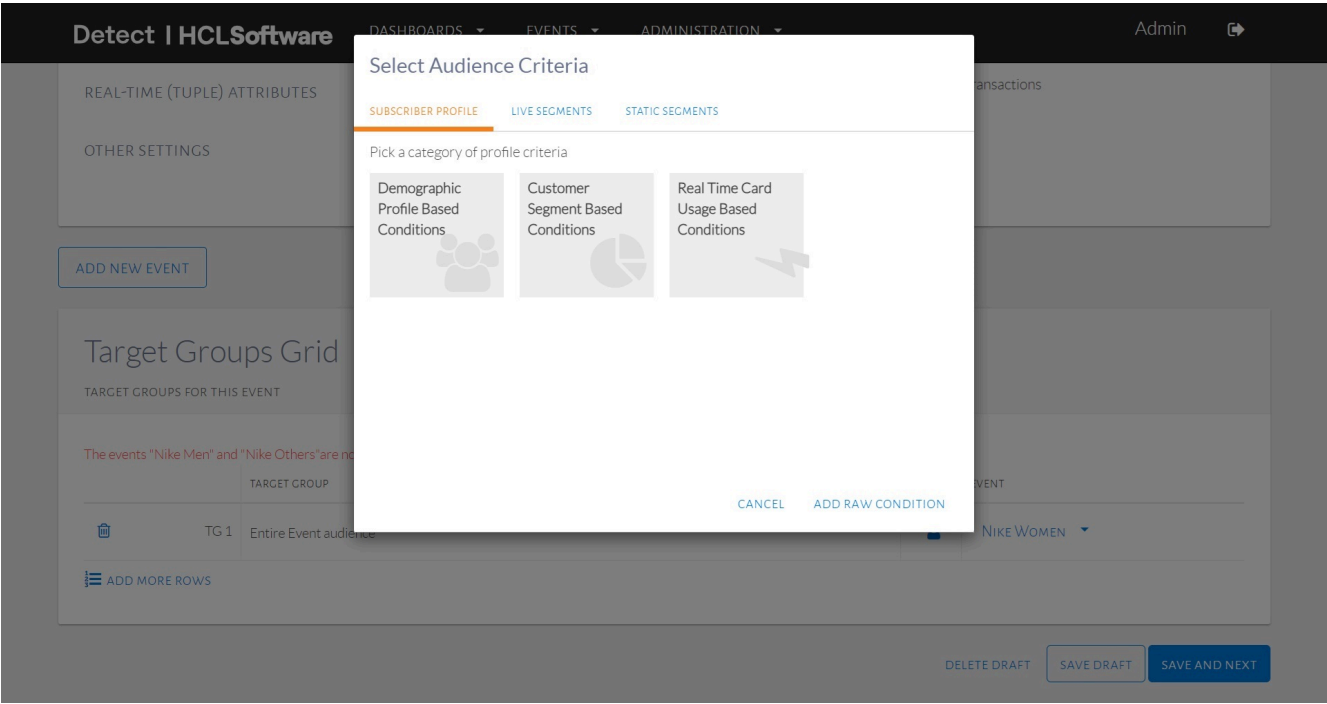 Detect | HCLSoftware DASHBOARDS EVENTS ADMINISTRATION Admin
Select Audience Criteria
REAL-TIME (TUPLE) ATTRIBUTES
ansactions
SUBSCRIBER PROFILE LIVE SEGMENTS STATIC SEGMENTS
OTHER SETTINGS
Pick a category of profile criteria
Demographic
Profile Based
Conditions
Customer
Segment Based
Conditions
Real Time Card
Usage Based
Conditions
ADD NEW EVENT
Target Groups Grid
TARGET GROUPS FOR THIS EVENT
The events "Nike Men" and "Nike Others"are no
TARGET GROUP
VENT
CANCEL ADD RAW CONDITION
TG 1 Entire Event audience NIKE WOMEN
ADD MORE ROWS
DELETE DRAFT SAVE DRAFT SAVE AND NEXT